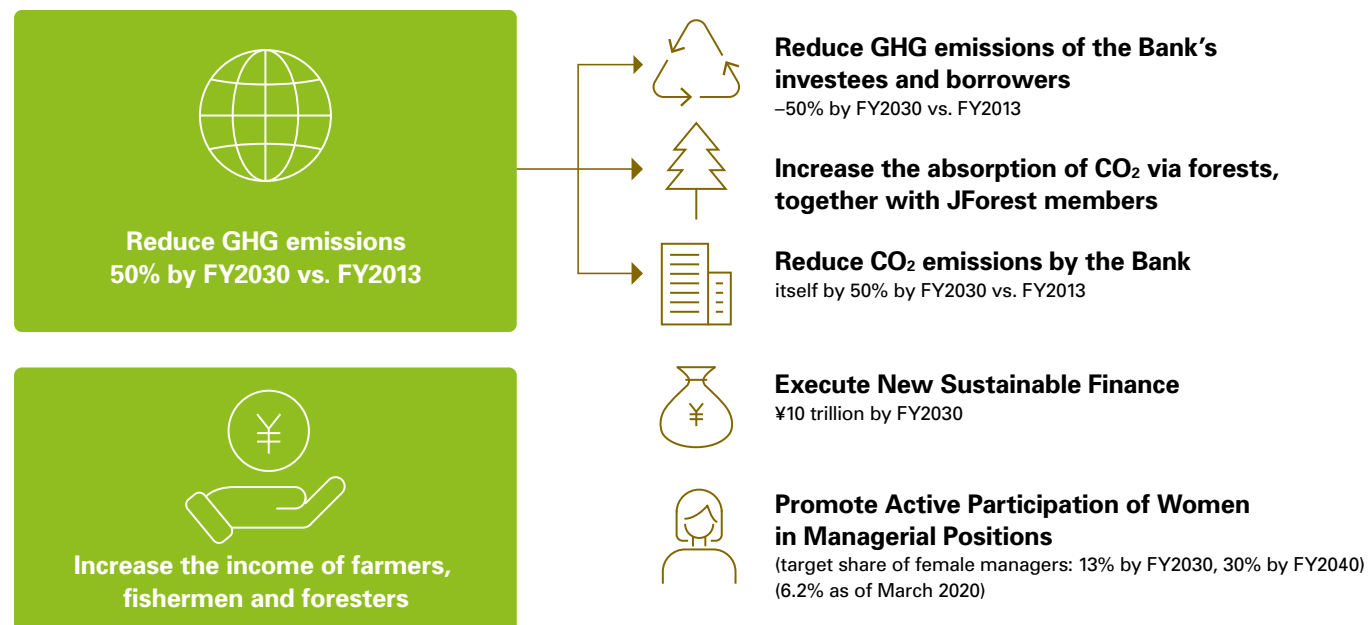 Reduce GHG emissions
50% by FY2030 vs. FY2013
Reduce GHG emissions of the Bank's
investees and borrowers
–50% by FY2030 vs. FY2013
Increase the absorption of CO₂ via forests,
together with JForest members
Reduce CO₂ emissions by the Bank
itself by 50% by FY2030 vs. FY2013
¥
Increase the income of farmers,
fishermen and foresters
¥
Execute New Sustainable Finance
¥10 trillion by FY2030
Promote Active Participation of Women
in Managerial Positions
(target share of female managers: 13% by FY2030, 30% by FY2040)
(6.2% as of March 2020)